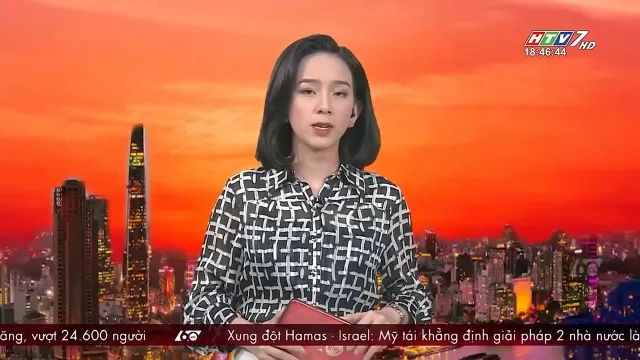 HTV7 HD
18:46:44
ăng, vượt 24.600 người 60 Xung đột Hamas - Israel: Mỹ tái khẳng định giải pháp 2 nhà nước là